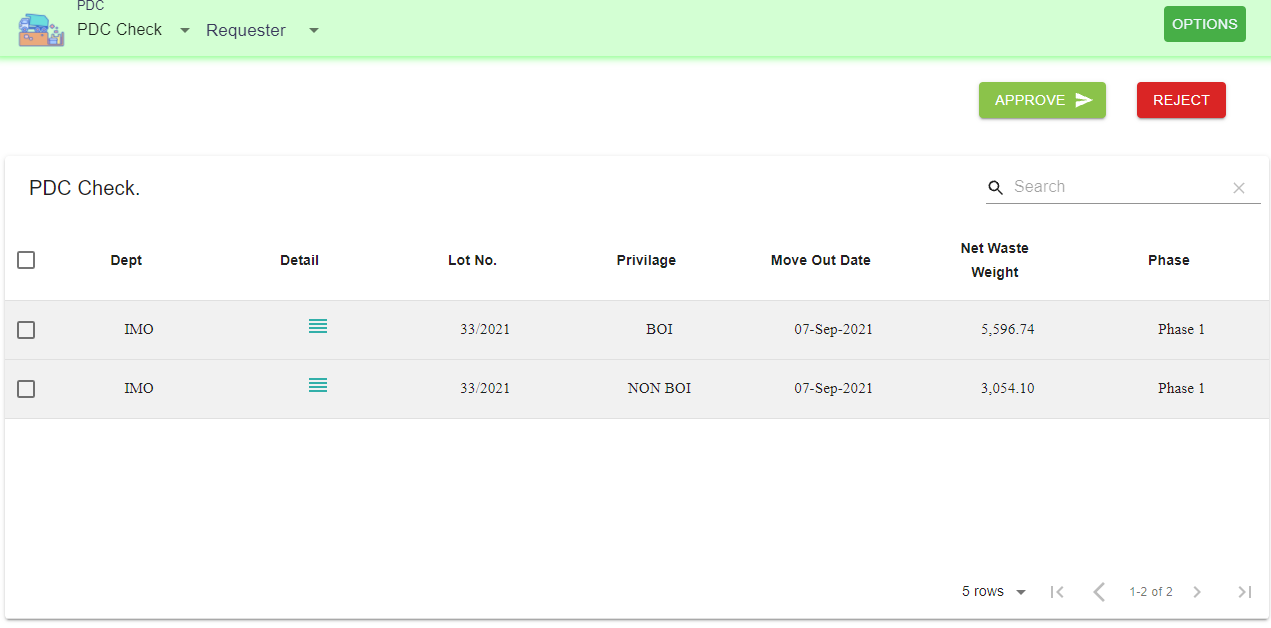 PDC
PDC Check Requester
OPTIONS
APPROVE REJECT
PDC Check.
Search
Dept Detail Lot No. Privilage Move Out Date Net Waste Weight Phase
IMO 33/2021 BOI 07-Sep-2021 5,596.74 Phase 1
IMO 33/2021 NON BOI 07-Sep-2021 3,054.10 Phase 1
5 rows 1-2 of 2